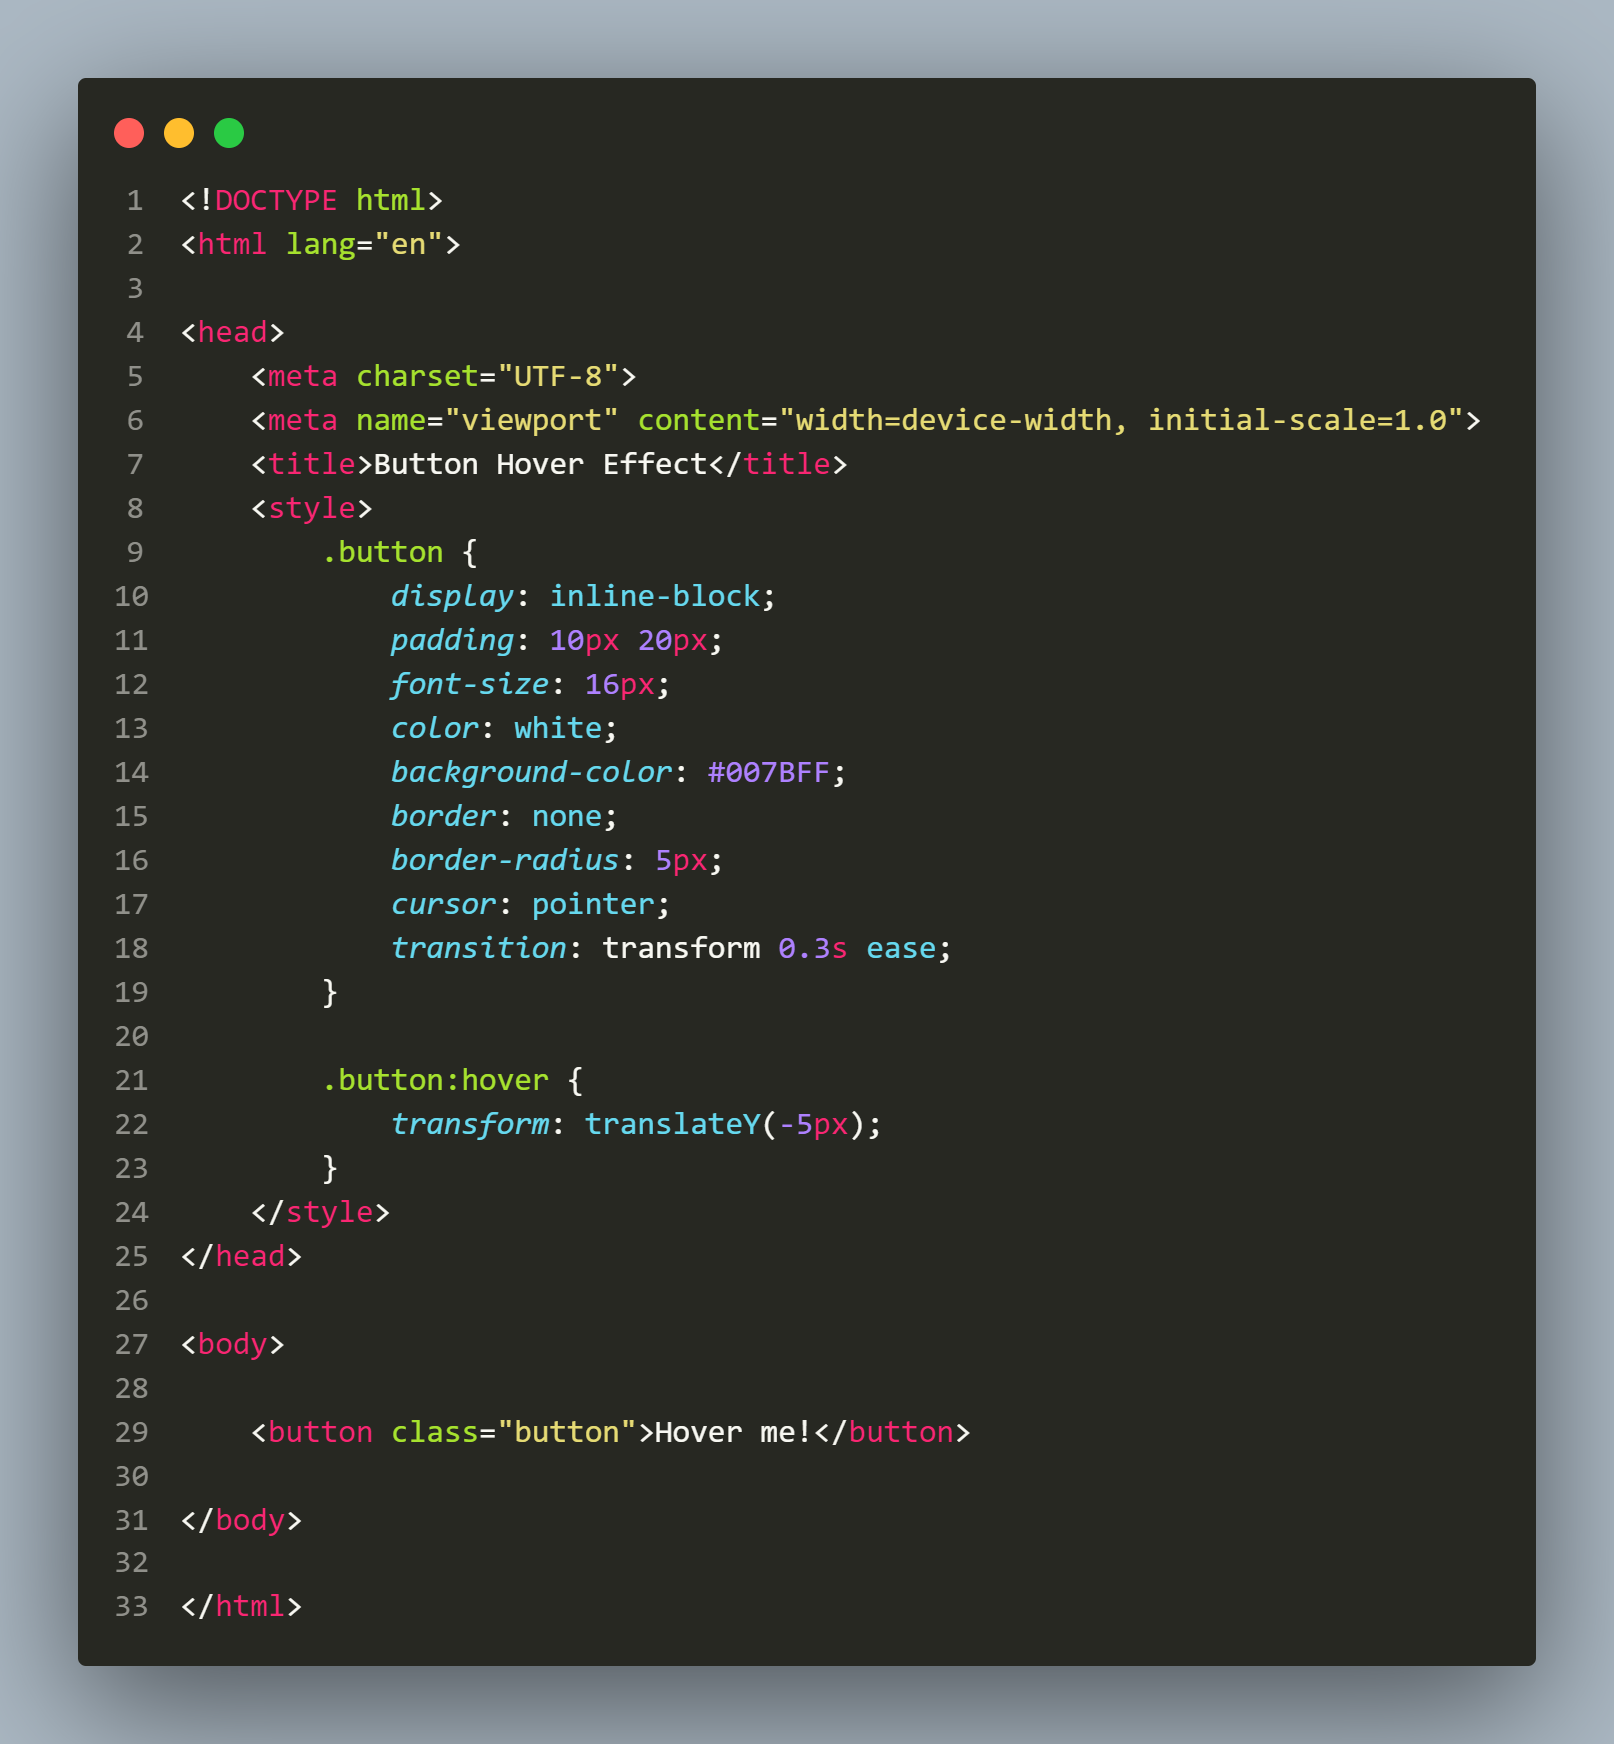 1 <!DOCTYPE html>
2 <html lang="en">
3
4 <head>
5     <meta charset="UTF-8">
6     <meta name="viewport" content="width=device-width, initial-scale=1.0">
7     <title>Button Hover Effect</title>
8     <style>
9         .button {
10             display: inline-block;
11             padding: 10px 20px;
12             font-size: 16px;
13             color: white;
14             background-color: #007BFF;
15             border: none;
16             border-radius: 5px;
17             cursor: pointer;
18             transition: transform 0.3s ease;
19         }
20
21         .button:hover {
22             transform: translateY(-5px);
23         }
24     </style>
25 </head>
26
27 <body>
28
29     <button class="button">Hover me!</button>
30
31 </body>
32
33 </html>